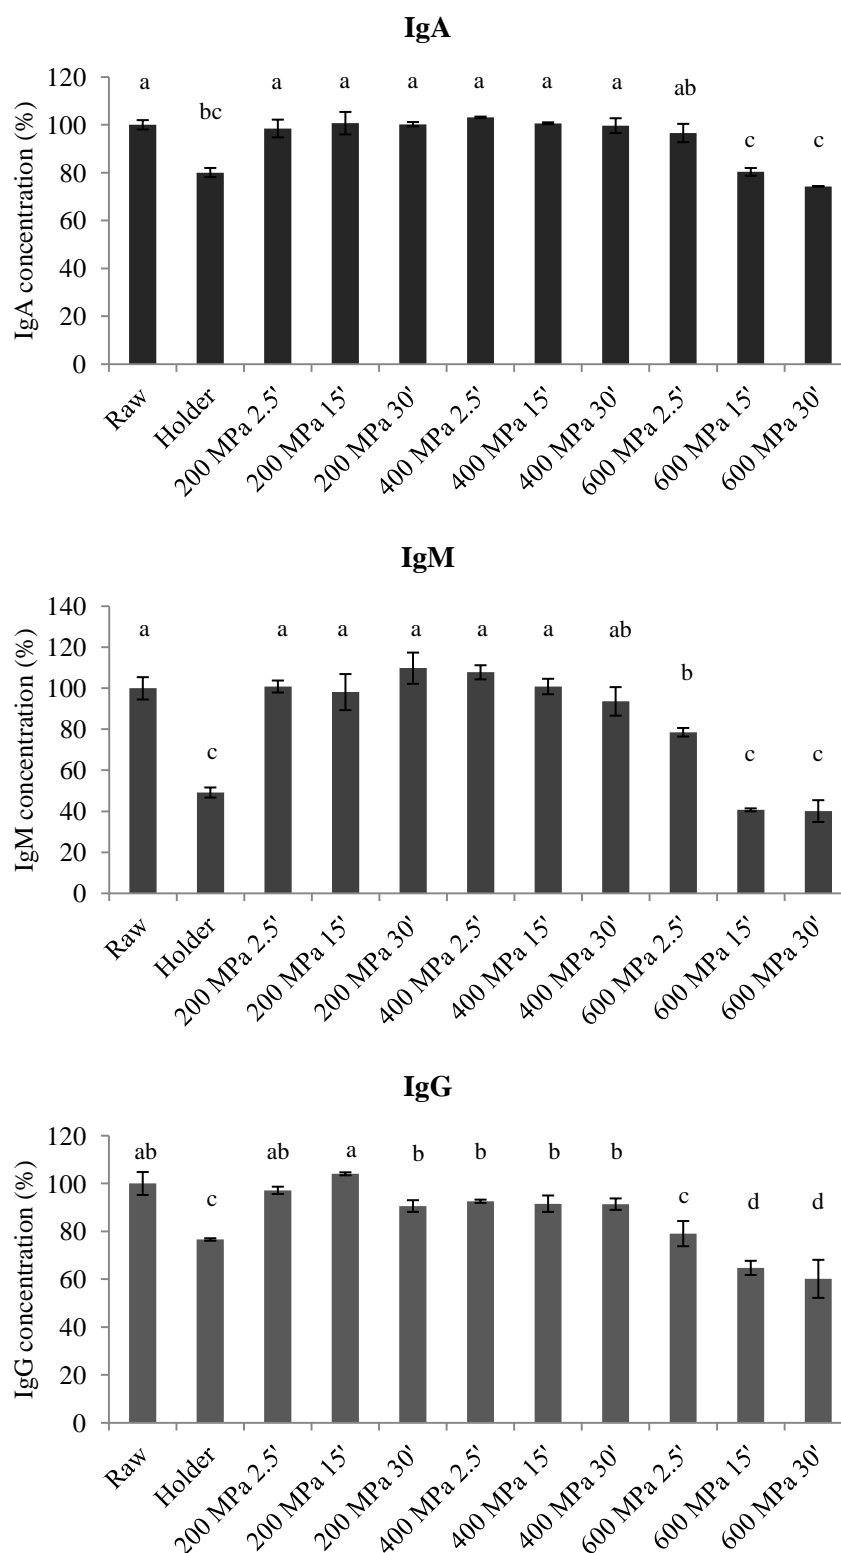 IgA
IgA concentration (%)
120
100
80
60
40
20
0
a
bc
a
a
a
a
a
a
ab
c
c
Raw
Holder
200 MPa 2.5'
200 MPa 15'
200 MPa 30'
400 MPa 2.5'
400 MPa 15'
400 MPa 30'
600 MPa 2.5'
600 MPa 15'
600 MPa 30'
IgM
IgM concentration (%)
140
120
100
80
60
40
20
0
a
c
a
a
a
a
a
ab
b
c
c
Raw
Holder
200 MPa 2.5'
200 MPa 15'
200 MPa 30'
400 MPa 2.5'
400 MPa 15'
400 MPa 30'
600 MPa 2.5'
600 MPa 15'
600 MPa 30'
IgG
IgG concentration (%)
120
100
80
60
40
20
0
ab
c
ab
a
b
b
b
b
c
d
d
Raw
Holder
200 MPa 2.5'
200 MPa 15'
200 MPa 30'
400 MPa 2.5'
400 MPa 15'
400 MPa 30'
600 MPa 2.5'
600 MPa 15'
600 MPa 30'